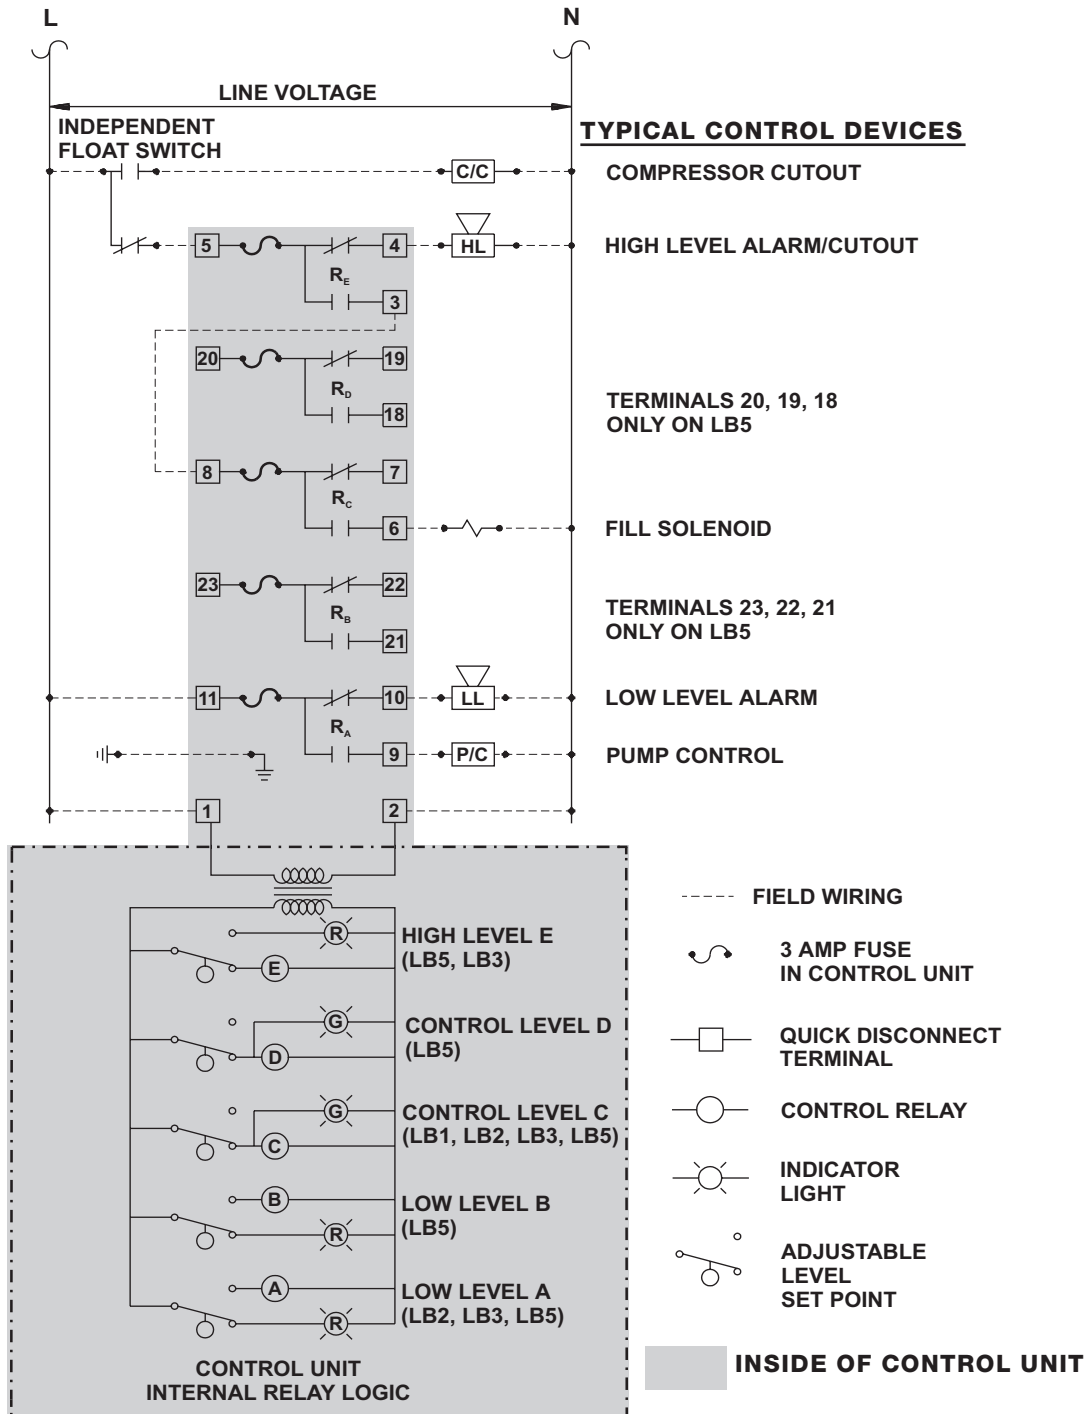 L
N
LINE VOLTAGE
INDEPENDENT
FLOAT SWITCH
TYPICAL CONTROL DEVICES
C/C
COMPRESSOR CUTOUT
5
4
HL
HIGH LEVEL ALARM/CUTOUT
RE
3
20
19
RD
18
TERMINALS 20, 19, 18
ONLY ON LB5
8
7
RC
6
FILL SOLENOID
23
22
RB
21
TERMINALS 23, 22, 21
ONLY ON LB5
11
10
LL
LOW LEVEL ALARM
RA
9
P/C
PUMP CONTROL
1
2
R
E
HIGH LEVEL E
(LB5, LB3)
G
D
CONTROL LEVEL D
(LB5)
G
C
CONTROL LEVEL C
(LB1, LB2, LB3, LB5)
B
R
LOW LEVEL B
(LB5)
A
R
LOW LEVEL A
(LB2, LB3, LB5)
CONTROL UNIT
INTERNAL RELAY LOGIC
FIELD WIRING
3 AMP FUSE
IN CONTROL UNIT
QUICK DISCONNECT
TERMINAL
CONTROL RELAY
INDICATOR
LIGHT
ADJUSTABLE
LEVEL
SET POINT
INSIDE OF CONTROL UNIT